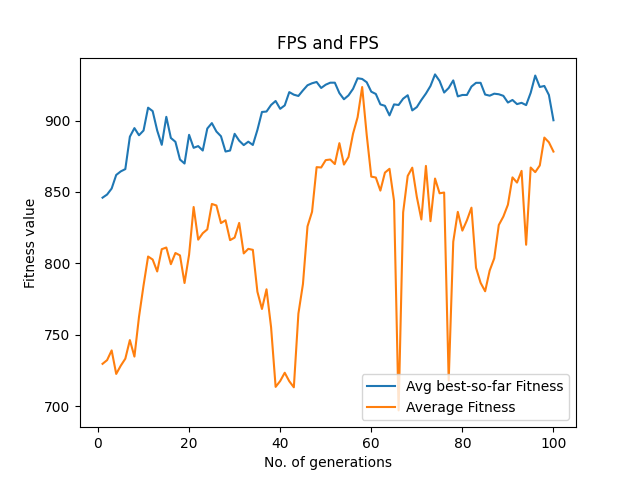 FPS and FPS
Fitness value
900
850
800
750
700
Avg best-so-far Fitness
Average Fitness
0 20 40 60 80 100
No. of generations